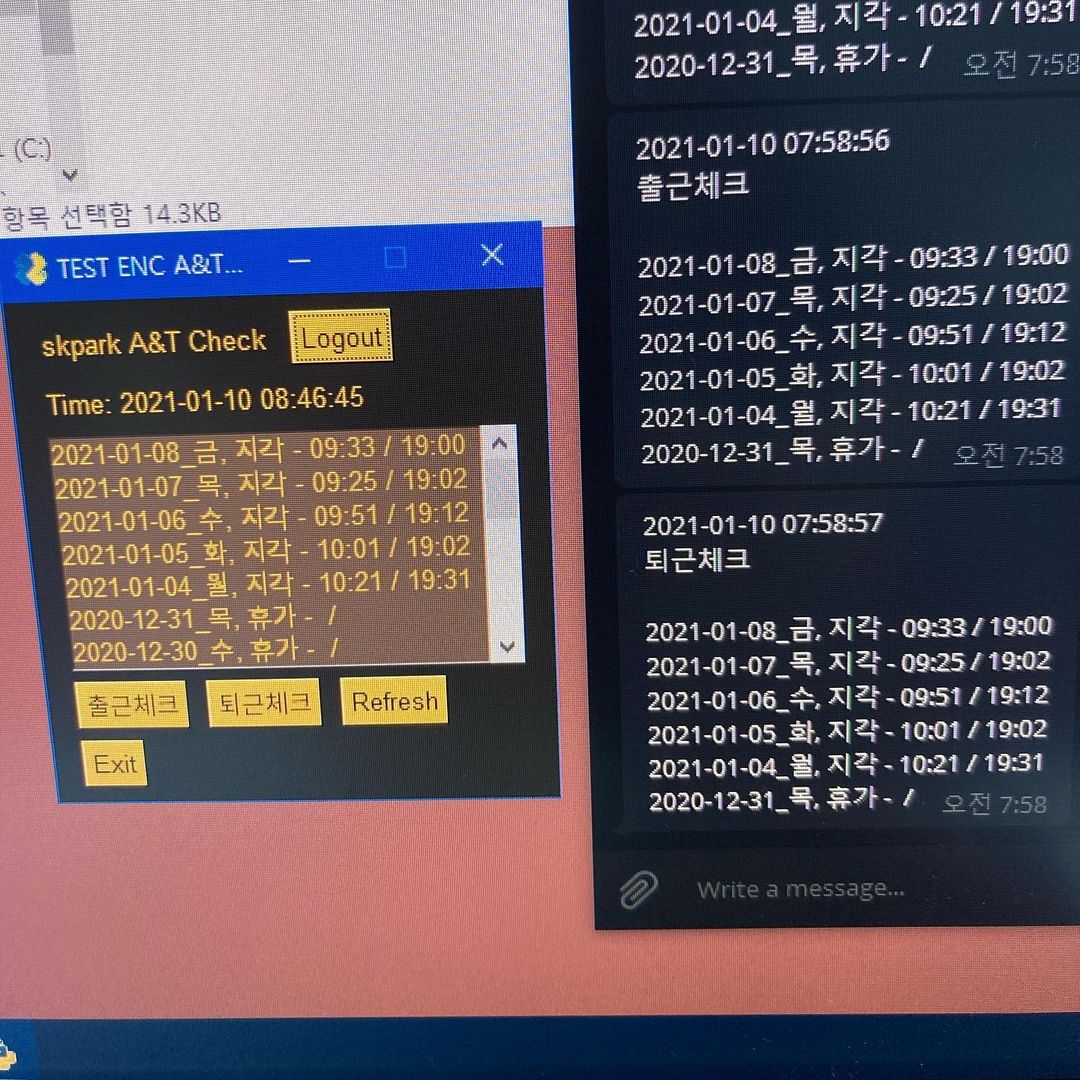 (C:)
항목 선택함 14.3KB
TEST ENC A&T...
skpark A&T Check Logout
Time: 2021-01-10 08:46:45
2021-01-08_금, 지각 - 09:33 / 19:00
2021-01-07_목, 지각 - 09:25 / 19:02
2021-01-06_수, 지각 - 09:51 / 19:12
2021-01-05_화, 지각 - 10:01 / 19:02
2021-01-04_월, 지각 - 10:21 / 19:31
2020-12-31_목, 휴가 - /
2020-12-30_수, 휴가 - /
출근체크 퇴근체크 Refresh
Exit
2021-01-04_월, 지각 - 10:21 / 19:31
2020-12-31_목, 휴가 - / 오전 7:58
2021-01-10 07:58:56
출근체크
2021-01-08_금, 지각 - 09:33 / 19:00
2021-01-07_목, 지각 - 09:25 / 19:02
2021-01-06_수, 지각 - 09:51 / 19:12
2021-01-05_화, 지각 - 10:01 / 19:02
2021-01-04_월, 지각 - 10:21 / 19:31
2020-12-31_목, 휴가 - / 오전 7:58
2021-01-10 07:58:57
퇴근체크
2021-01-08_금, 지각 - 09:33 / 19:00
2021-01-07_목, 지각 - 09:25 / 19:02
2021-01-06_수, 지각 - 09:51 / 19:12
2021-01-05_화, 지각 - 10:01 / 19:02
2021-01-04_월, 지각 - 10:21 / 19:31
2020-12-31_목, 휴가 - / 오전 7:58
Write a message...